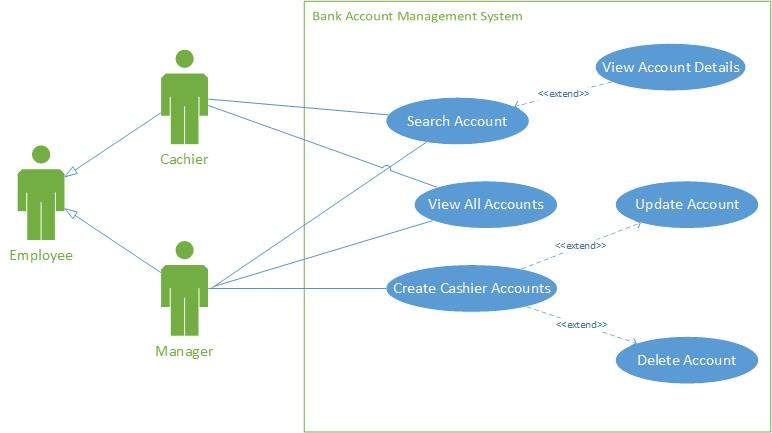 Bank Account Management System
View Account Details
<<extend>>
Search Account
Cachier
View All Accounts
Update Account
<<extend>>
Employee
Create Cashier Accounts
<<extend>>
Manager
Delete Account